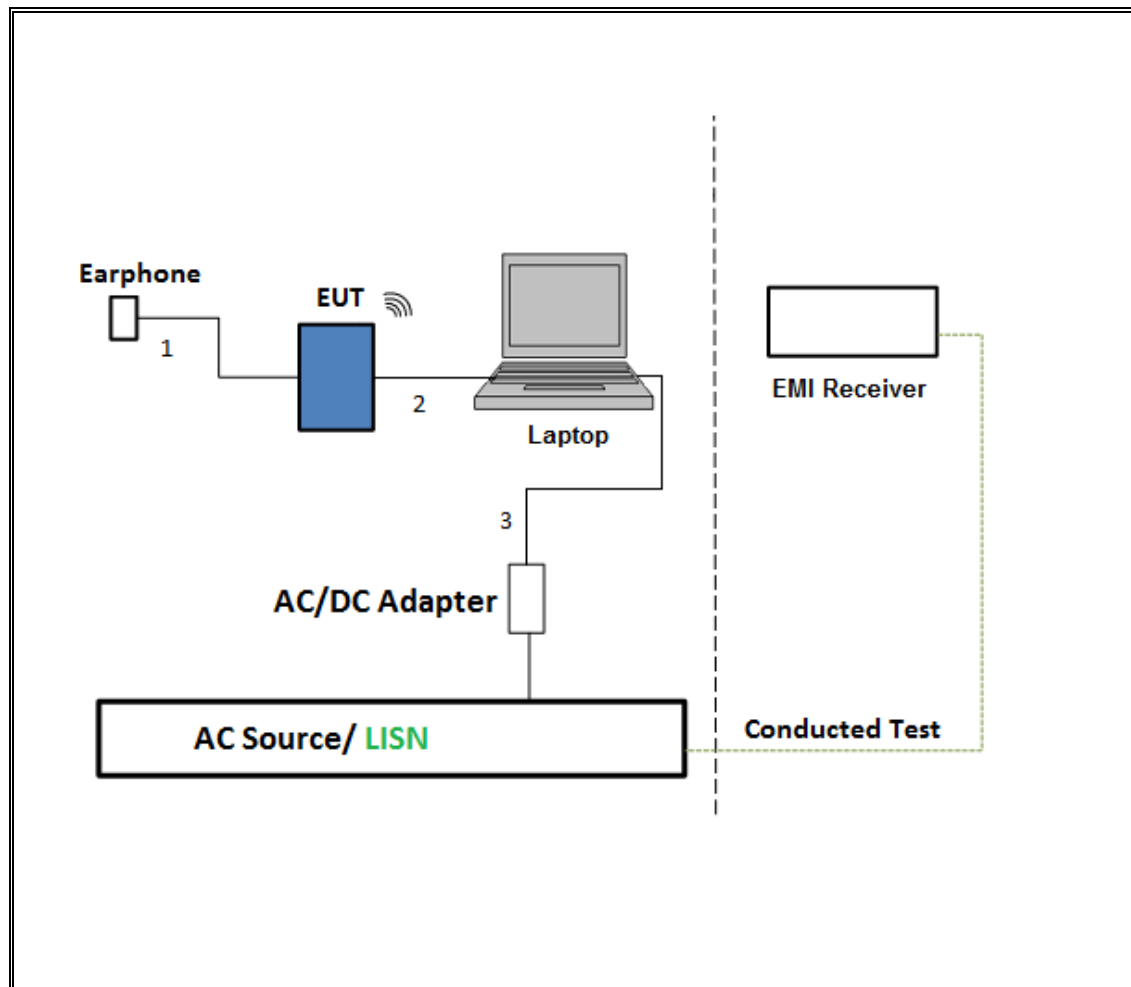 Earphone
EUT
1
2
Laptop
EMI Receiver
3
AC/DC Adapter
AC Source/ LISN
Conducted Test